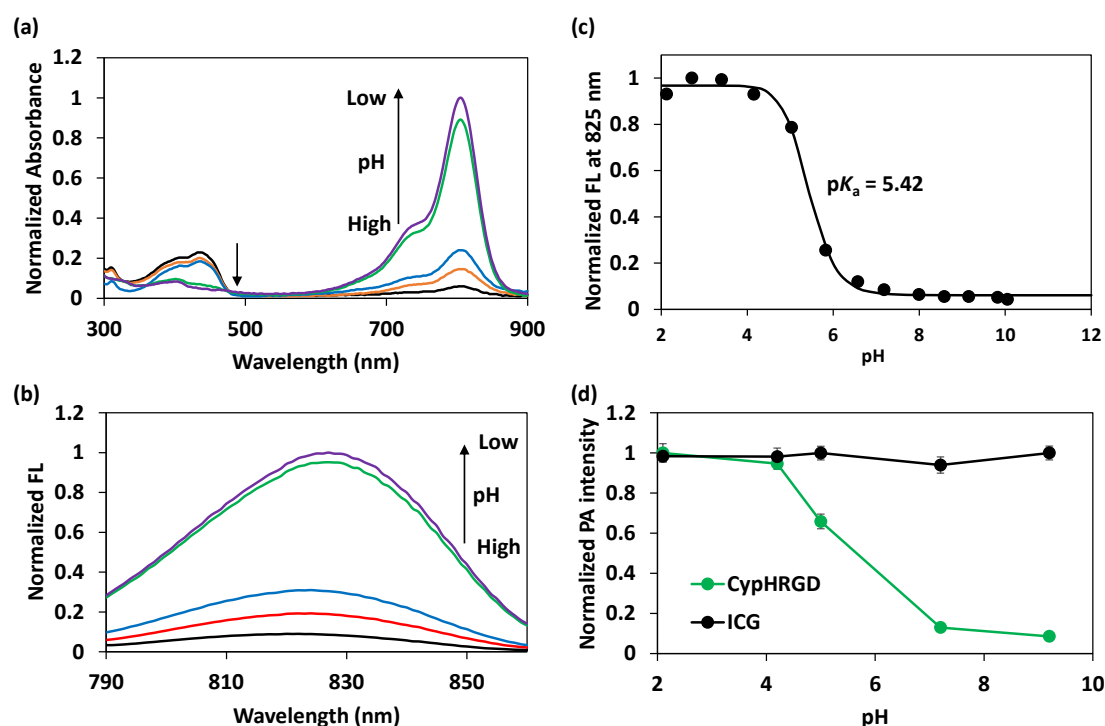 (a)
1.2
1
0.8
0.6
0.4
0.2
0
Normalized Absorbance
Low
pH
High
300
500
700
900
Wavelength (nm)
(c)
1.2
1
0.8
0.6
0.4
0.2
0
Normalized FL at 825 nm
pKa = 5.42
2
4
6
8
10
12
pH
(b)
1.2
1
0.8
0.6
0.4
0.2
0
Normalized FL
Low
pH
High
790
810
830
850
Wavelength (nm)
(d)
1.2
1
0.8
0.6
0.4
0.2
0
Normalized PA intensity
CypHRGD
ICG
2
4
6
8
10
pH